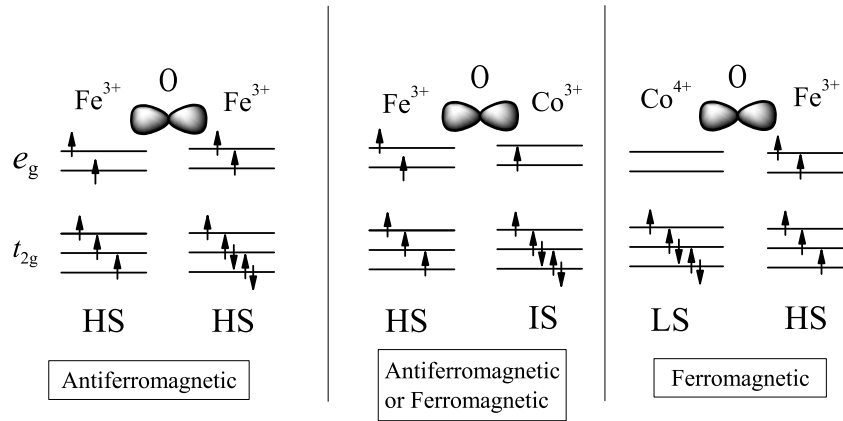 O
Fe3+ Fe3+
eg
t2g
HS HS
Antiferromagnetic
O
Fe3+ Co3+
HS IS
Antiferromagnetic
or Ferromagnetic
O
Co4+ Fe3+
LS HS
Ferromagnetic